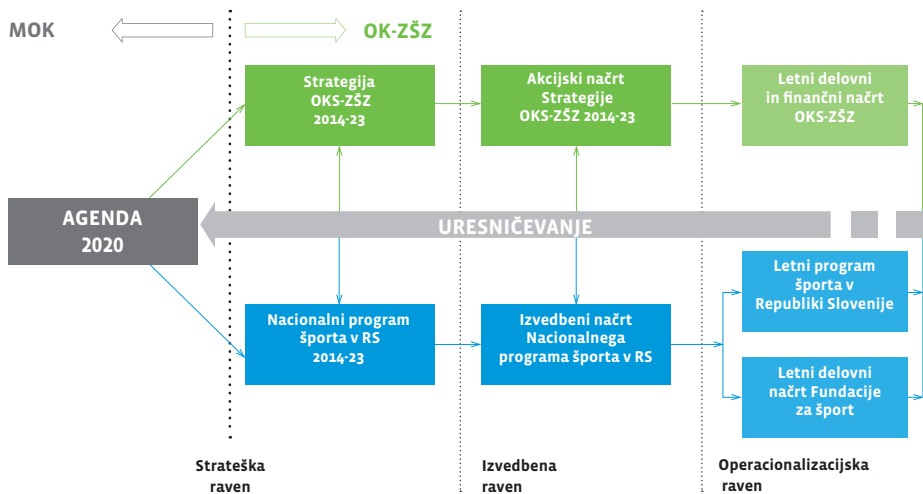 MOK
OK-ZŠZ
Strategija
OKS-ZŠZ
2014-23
Akcijski načrt
Strategije
OKS-ZŠZ 2014-23
Letni delovni
in finančni načrt
OKS-ZŠZ
AGENDA
2020
URESNIČEVANJE
Nacionalni program
športa v RS
2014-23
Izvedbeni načrt
Nacionalnega
programa športa v RS
Letni program
športa v
Republiki Slovenije
Letni delovni
načrt Fundacije
za šport
Strateška
raven
Izvedbena
raven
Operacionalizacijska
raven